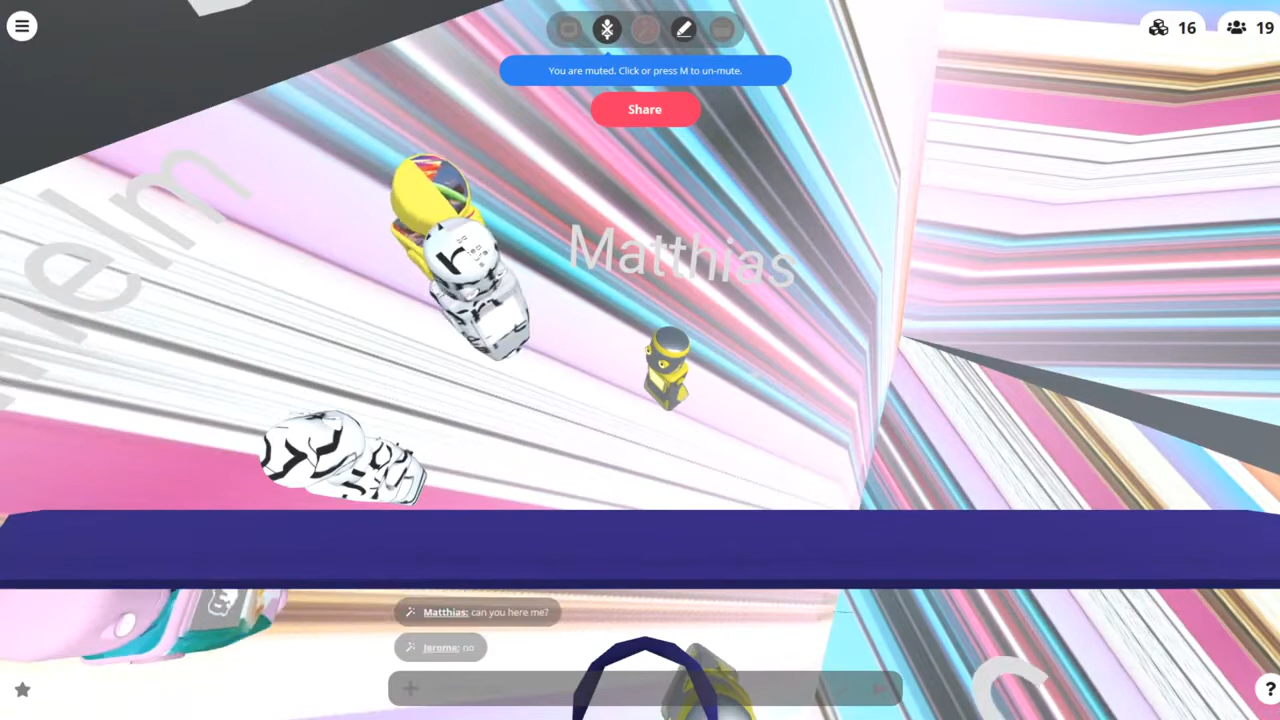 16
19
You are muted. Click or press M to un-mute.
Share
Matthias
Matthias: can you here me?
Jerome: no
?